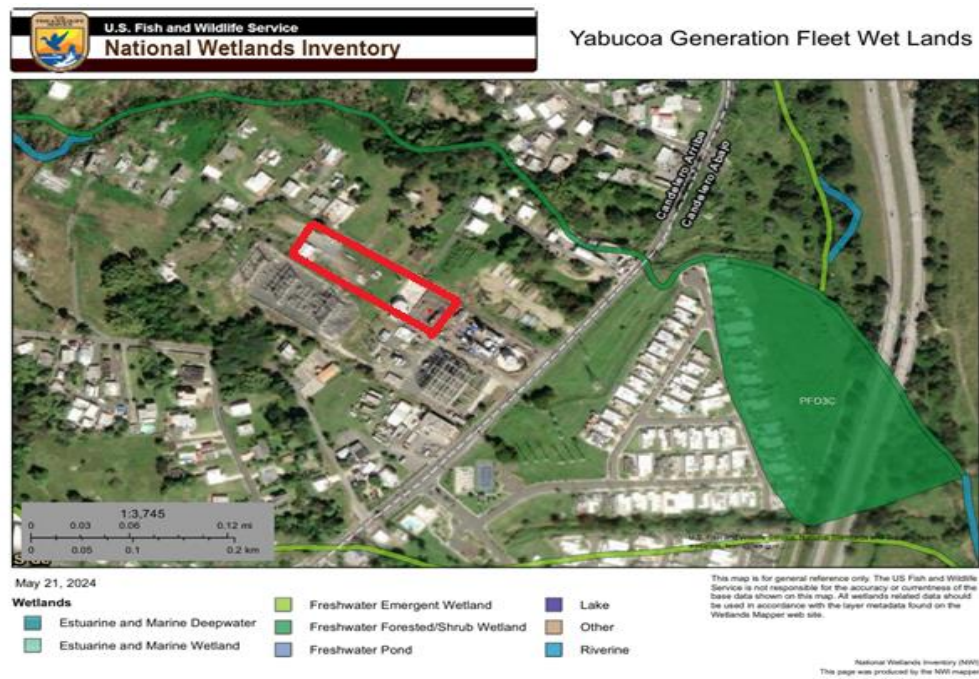 U.S. Fish and Wildlife Service
National Wetlands Inventory
Yabucoa Generation Fleet Wet Lands
Candelero Arriba
Candelero Abajo
PFO3C
1:3,745
0 0.03 0.06 0.12 mi
0 0.05 0.1 0.2 km
May 21, 2024
Wetlands
Estuarine and Marine Deepwater
Estuarine and Marine Wetland
Freshwater Emergent Wetland
Freshwater Forested/Shrub Wetland
Freshwater Pond
Lake
Other
Riverine
This map is for general reference only. The US Fish and Wildlife
Service is not responsible for the accuracy or currentness of the
base data shown on this map. All wetlands related data should
be used in accordance with the layer metadata found on the
Wetlands Mapper web site.
National Wetlands Inventory (NWI)
This page was produced by the NWI mapper